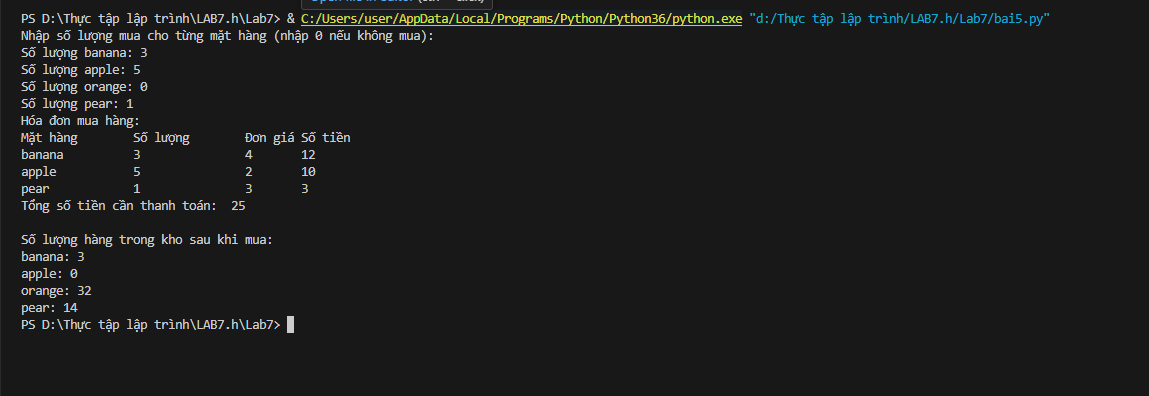 PS D:\Thực tập lập trình\LAB7.h\Lab7> & C:/Users/user/AppData/Local/Programs/Python/Python36/python.exe "d:/Thực tập lập trình/LAB7.h/Lab7/bai5.py"
Nhập số lượng mua cho từng mặt hàng (nhập 0 nếu không mua):
Số lượng banana: 3
Số lượng apple: 5
Số lượng orange: 0
Số lượng pear: 1
Hóa đơn mua hàng:
Mặt hàng Số lượng Đơn giá Số tiền
banana 3 4 12
apple 5 2 10
pear 1 3 3
Tổng số tiền cần thanh toán: 25
Số lượng hàng trong kho sau khi mua:
banana: 3
apple: 0
orange: 32
pear: 14
PS D:\Thực tập lập trình\LAB7.h\Lab7>